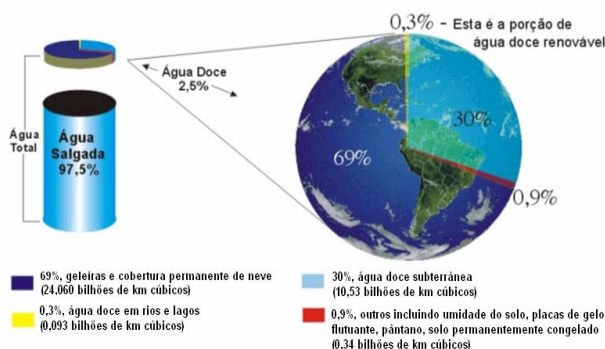 0,3% - Esta é a porção de
água doce renovável
Água Doce
2,5%
Água
Total
Água
Salgada
97,5%
30%
69%
0,9%
69%, geleiras e cobertura permanente de neve
(24,060 bilhões de km cúbicos)
0,3%, água doce em rios e lagos
(0,093 bilhões de km cúbicos)
30%, água doce subterrânea
(10,53 bilhões de km cúbicos)
0,9%, outros incluindo umidade do solo, placas de gelo
flutuante, pântano, solo permanentemente congelado
(0,34 bilhões de km cúbicos)